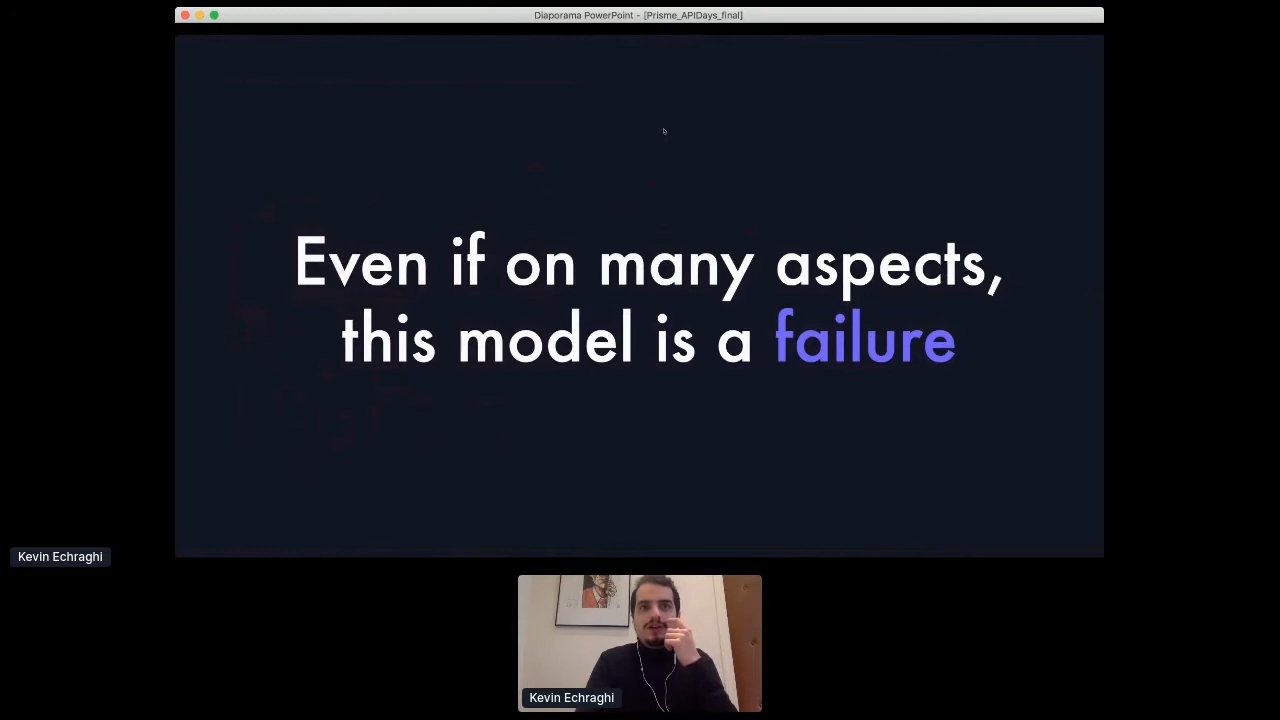 Diaporama PowerPoint - [Prisme_APIDays_final]
Even if on many aspects,
this model is a failure
Kevin Echraghi
Kevin Echraghi